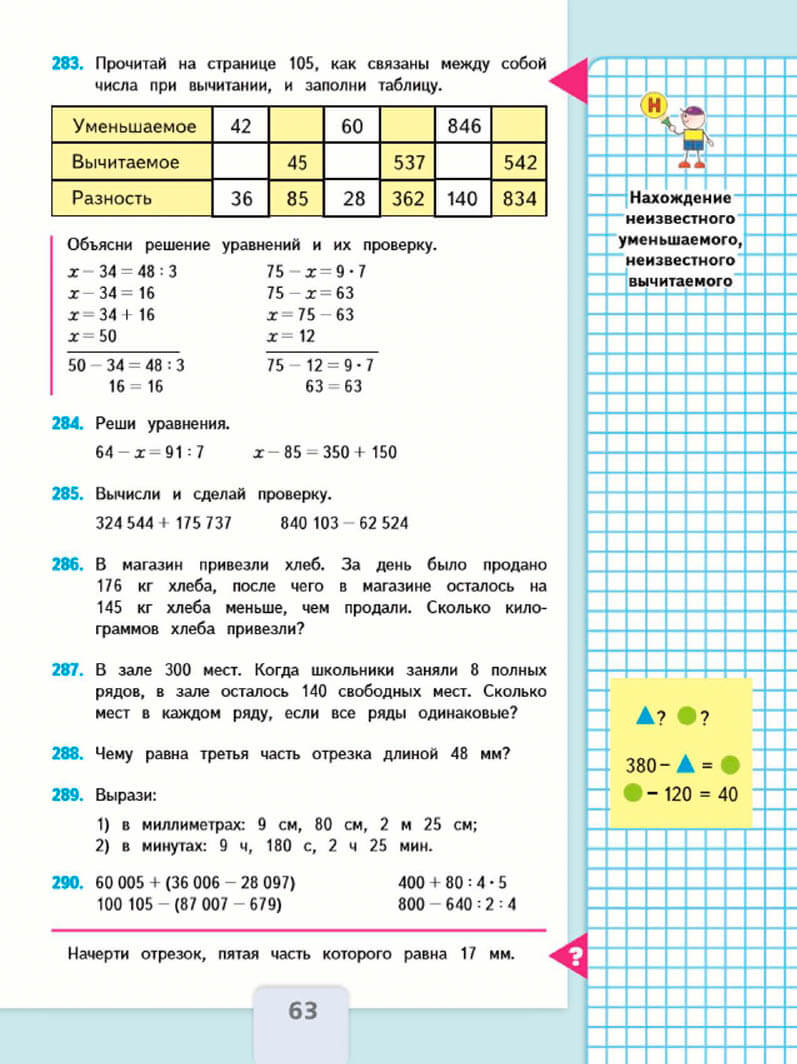 283. Прочитай на странице 105, как связаны между собой
числа при вычитании, и заполни таблицу.
Уменьшаемое 42 60 846
Вычитаемое 45 537 542
Разность 36 85 28 362 140 834
Н
Нахождение
неизвестного
уменьшаемого,
неизвестного
вычитаемого
Объясни решение уравнений и их проверку.
x − 34 = 48 : 3 75 − x = 9 · 7
x − 34 = 16 75 − x = 63
x = 34 + 16 x = 75 − 63
x = 50 x = 12
50 − 34 = 48 : 3 75 − 12 = 9 · 7
16 = 16 63 = 63
284. Реши уравнения.
64 − x = 91 : 7 x − 85 = 350 + 150
285. Вычисли и сделай проверку.
324 544 + 175 737 840 103 − 62 524
286. В магазин привезли хлеб. За день было продано
176 кг хлеба, после чего в магазине осталось на
145 кг хлеба меньше, чем продали. Сколько кило-
граммов хлеба привезли?
287. В зале 300 мест. Когда школьники заняли 8 полных
рядов, в зале осталось 140 свободных мест. Сколько
мест в каждом ряду, если все ряды одинаковые?
▲? ●?
380 − ▲ = ●
● − 120 = 40
288. Чему равна третья часть отрезка длиной 48 мм?
289. Вырази:
1) в миллиметрах: 9 см, 80 см, 2 м 25 см;
2) в минутах: 9 ч, 180 с, 2 ч 25 мин.
290. 60 005 + (36 006 − 28 097) 400 + 80 : 4 · 5
100 105 − (87 007 − 679) 800 − 640 : 2 : 4
Начерти отрезок, пятая часть которого равна 17 мм.
?
63